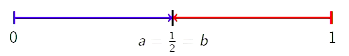 0 a = 1/2 = b 1